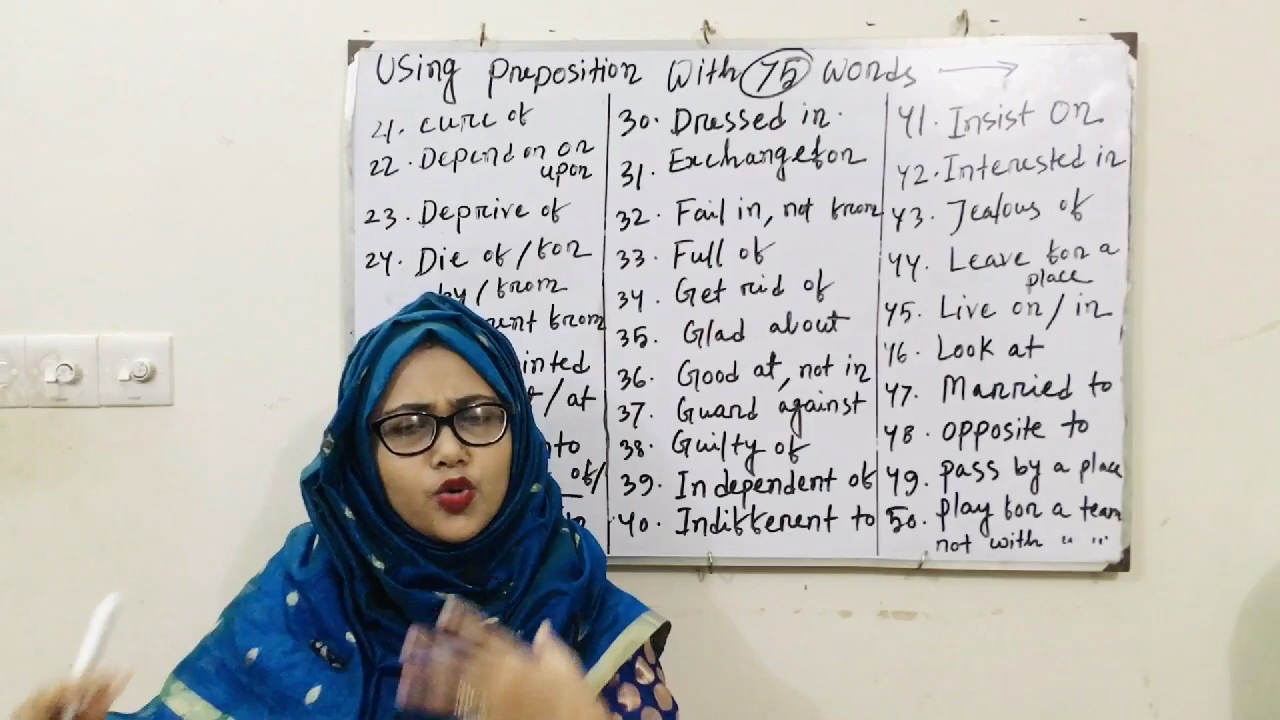 Using Preposition With 75 Words →
21. Cure of
22. Depend on or
upon
23. Deprive of
24. Die of / for
by / from
from
at
of/
30. Dressed in.
31. Exchange for
32. Fail in, not from
33. Full of
34. Get rid of
35. Glad about
36. Good at, not in
37. Guard against
38. Guilty of
39. Independent of
40. Indifferent to
41. Insist On
42. Interested in
43. Jealous of
44. Leave for a
place
45. Live on / in
46. Look at
47. Married to
48. opposite to
49. pass by a place
50. play for a team
not with " "